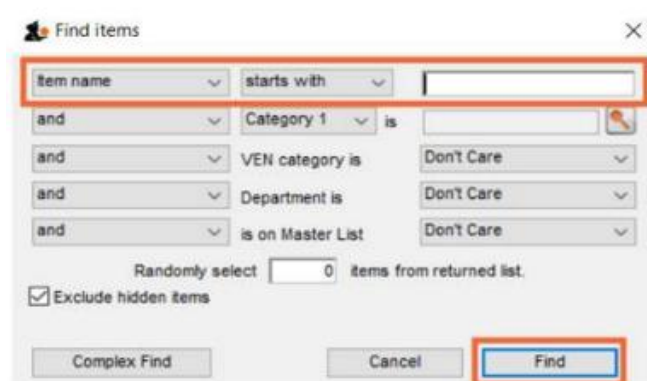 Find items
item name starts with
and Category 1 is
and VEN category is Don't Care
and Department is Don't Care
and is on Master List Don't Care
Randomly select 0 items from returned list.
Exclude hidden items
Complex Find Cancel Find